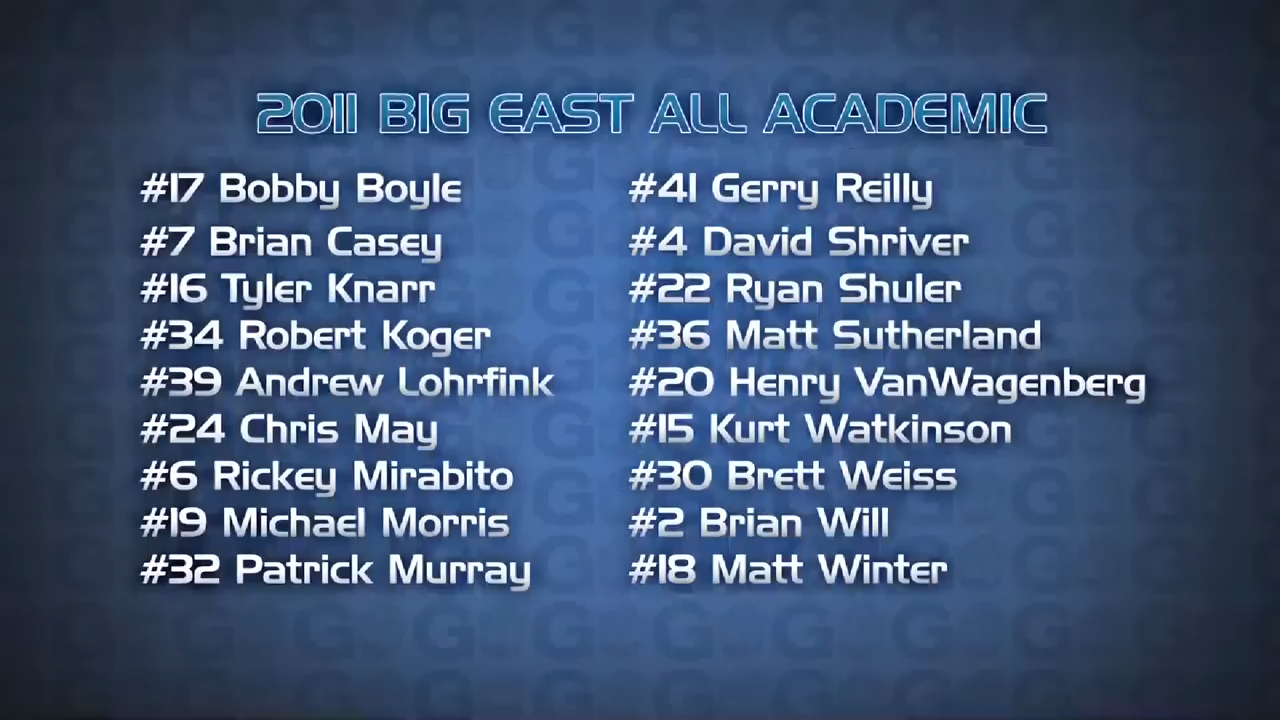 2011 BIG EAST ALL ACADEMIC
#17 Bobby Boyle
#7 Brian Casey
#16 Tyler Knarr
#34 Robert Koger
#39 Andrew Lohrfink
#24 Chris May
#6 Rickey Mirabito
#19 Michael Morris
#32 Patrick Murray
#41 Gerry Reilly
#4 David Shriver
#22 Ryan Shuler
#36 Matt Sutherland
#20 Henry VanWagenberg
#15 Kurt Watkinson
#30 Brett Weiss
#2 Brian Will
#18 Matt Winter